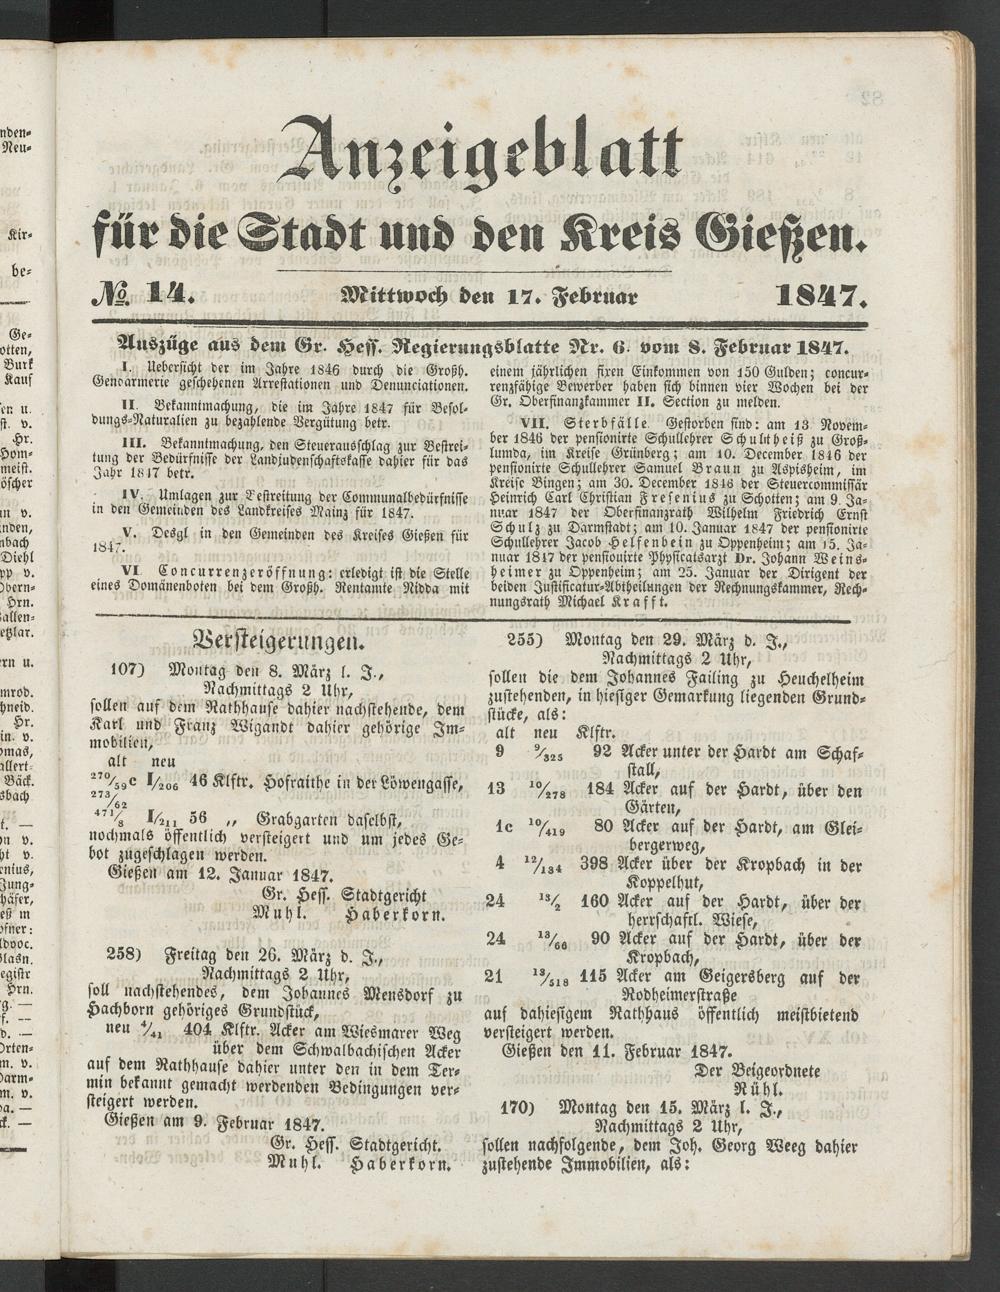 Anzeigeblatt
für die Stadt und den Kreis Gießen.
№ 14. Mittwoch den 17. Februar 1847.
Auszüge aus dem Gr. Hess. Regierungsblatte Nr. 6. vom 8. Februar 1847.
I. Uebersicht der im Jahre 1846 durch die Großh.
Gendarmerie geschehenen Arrestationen und Denunciationen.
II. Bekanntmachung, die im Jahre 1847 für Besol-
dungs-Naturalien zu bezahlende Vergütung betr.
III. Bekanntmachung, den Steuerausschlag zur Bestrei-
tung der Bedürfnisse der Landjudenschaftskasse dahier für das
Jahr 1847 betr.
IV. Umlagen zur Bestreitung der Communalbedürfnisse
in den Gemeinden des Landkreises Mainz für 1847.
V. Desgl in den Gemeinden des Kreises Gießen für
1847.
VI. Concurrenzeröffnung: erledigt ist die Stelle
eines Domänenboten bei dem Großh. Rentamte Nidda mit
einem jährlichen fixen Einkommen von 150 Gulden; concur-
renzfähige Bewerber haben sich binnen vier Wochen bei der
Gr. Oberfinanzkammer II. Section zu melden.
VII. Sterbfälle. Gestorben sind: am 13 Novem-
ber 1846 der pensionirte Schullehrer Schultheiß zu Groß-
lumda, im Kreise Grünberg; am 10. December 1846 der
pensionirte Schullehrer Samuel Braun zu Aspisheim, im
Kreise Bingen; am 30. December 1846 der Steuercommissär
Heinrich Carl Christian Fresenius zu Schotten; am 9. Ja-
nuar 1847 der Oberfinanzrath Wilhelm Friedrich Ernst
Schulz zu Darmstadt; am 10. Januar 1847 der pensionirte
Schullehrer Jacob Helfenbein zu Oppenheim; am 15. Ja-
nuar 1847 der pensionirte Physicatsarzt Dr. Johann Weins-
heimer zu Oppenheim; am 25. Januar der Dirigent der
beiden Justificatur-Abtheilungen der Rechnungskammer, Rech-
nungsrath Michael Krafft.
Versteigerungen.
107) Montag den 8. März l. J.,
Nachmittags 2 Uhr,
sollen auf dem Rathhause dahier nachstehende, dem
Karl und Franz Wigandt dahier gehörige Im-
mobilien,
alt neu
270/59c I/206 46 Klftr. Hofraithe in der Löwengasse,
273/62
471/8 I/211 56 „ Grabgarten daselbst,
nochmals öffentlich versteigert und um jedes Ge-
bot zugeschlagen werden.
Gießen am 12. Januar 1847.
Gr. Hess. Stadtgericht
Muhl. Haberkorn.
258) Freitag den 26. März d. J.,
Nachmittags 2 Uhr,
soll nachstehendes, dem Johannes Mensdorf zu
Hachborn gehöriges Grundstück,
neu 4/41 404 Klftr. Acker am Wiesmarer Weg
über dem Schwalbachischen Acker
auf dem Rathhause dahier unter den in dem Ter-
min bekannt gemacht werdenden Bedingungen ver-
steigert werden.
Gießen am 9. Februar 1847.
Gr. Hess. Stadtgericht.
Muhl. Haberkorn.
255) Montag den 29. März d. J.,
Nachmittags 2 Uhr,
sollen die dem Johannes Failing zu Heuchelheim
zustehenden, in hiesiger Gemarkung liegenden Grund-
stücke, als:
alt neu Klftr.
9 9/325 92 Acker unter der Hardt am Schaf-
stall,
13 10/278 184 Acker auf der Hardt, über den
Gärten,
1c 10/419 80 Acker auf der Hardt, am Glei-
bergerweg,
4 12/134 398 Acker über der Kropbach in der
Koppelhut,
24 13/2 160 Acker auf der Hardt, über der
herrschaftl. Wiese,
24 13/66 90 Acker auf der Hardt, über der
Kropbach,
21 13/518 115 Acker am Geigersberg auf der
Rodheimerstraße
auf dahiesigem Rathhaus öffentlich meistbietend
versteigert werden.
Gießen den 11. Februar 1847.
Der Beigeordnete
Rühl.
170) Montag den 15. März l. J.,
Nachmittags 2 Uhr,
sollen nachfolgende, dem Joh. Georg Weeg dahier
zustehende Immobilien, als: